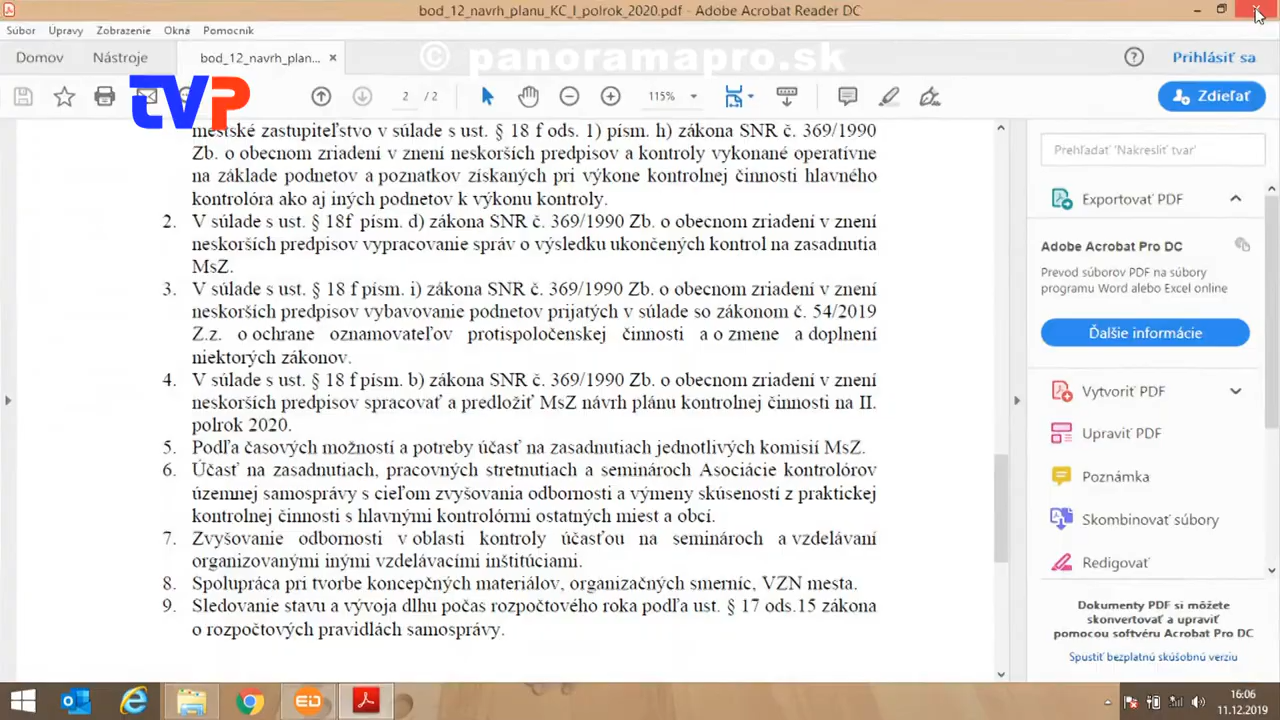 bod_12_navrh_planu_KC_I_polrok_2020.pdf - Adobe Acrobat Reader DC
Súbor Úpravy Zobrazenie Okná Pomocník
© panoramapro.sk
Domov Nástroje bod_12_navrh_plan... × Prihlásiť sa
TVP
2 / 2 115% Zdieľať
mestské zastupiteľstvo v súlade s ust. § 18 f ods. 1) písm. h) zákona SNR č. 369/1990
Zb. o obecnom zriadení v znení neskorších predpisov a kontroly vykonané operatívne
na základe podnetov a poznatkov získaných pri výkone kontrolnej činnosti hlavného
kontrolóra ako aj iných podnetov k výkonu kontroly.
2. V súlade s ust. § 18f písm. d) zákona SNR č. 369/1990 Zb. o obecnom zriadení v znení
neskorších predpisov vypracovanie správ o výsledku ukončených kontrol na zasadnutia
MsZ.
3. V súlade s ust. § 18 f písm. i) zákona SNR č. 369/1990 Zb. o obecnom zriadení v znení
neskorších predpisov vybavovanie podnetov prijatých v súlade so zákonom č. 54/2019
Z.z. o ochrane oznamovateľov protispoločenskej činnosti a o zmene a doplnení
niektorých zákonov.
4. V súlade s ust. § 18 f písm. b) zákona SNR č. 369/1990 Zb. o obecnom zriadení v znení
neskorších predpisov spracovať a predložiť MsZ návrh plánu kontrolnej činnosti na II.
polrok 2020.
5. Podľa časových možností a potreby účasť na zasadnutiach jednotlivých komisií MsZ.
6. Účasť na zasadnutiach, pracovných stretnutiach a seminároch Asociácie kontrolórov
územnej samosprávy s cieľom zvyšovania odbornosti a výmeny skúseností z praktickej
kontrolnej činnosti s hlavnými kontrolórmi ostatných miest a obcí.
7. Zvyšovanie odbornosti v oblasti kontroly účasťou na seminároch a vzdelávaní
organizovanými inými vzdelávacími inštitúciami.
8. Spolupráca pri tvorbe koncepčných materiálov, organizačných smerníc, VZN mesta.
9. Sledovanie stavu a vývoja dlhu počas rozpočtového roka podľa ust. § 17 ods.15 zákona
o rozpočtových pravidlách samosprávy.
Prehľadať 'Nakresliť tvar'
Exportovať PDF
Adobe Acrobat Pro DC
Prevod súborov PDF na súbory
programu Word alebo Excel online
Ďalšie informácie
Vytvoriť PDF
Upraviť PDF
Poznámka
Skombinovať súbory
Redigovať
Dokumenty PDF si môžete
skonvertovať a upraviť
pomocou softvéru Acrobat Pro DC
Spustiť bezplatnú skúšobnú verziu
16:06
11.12.2019